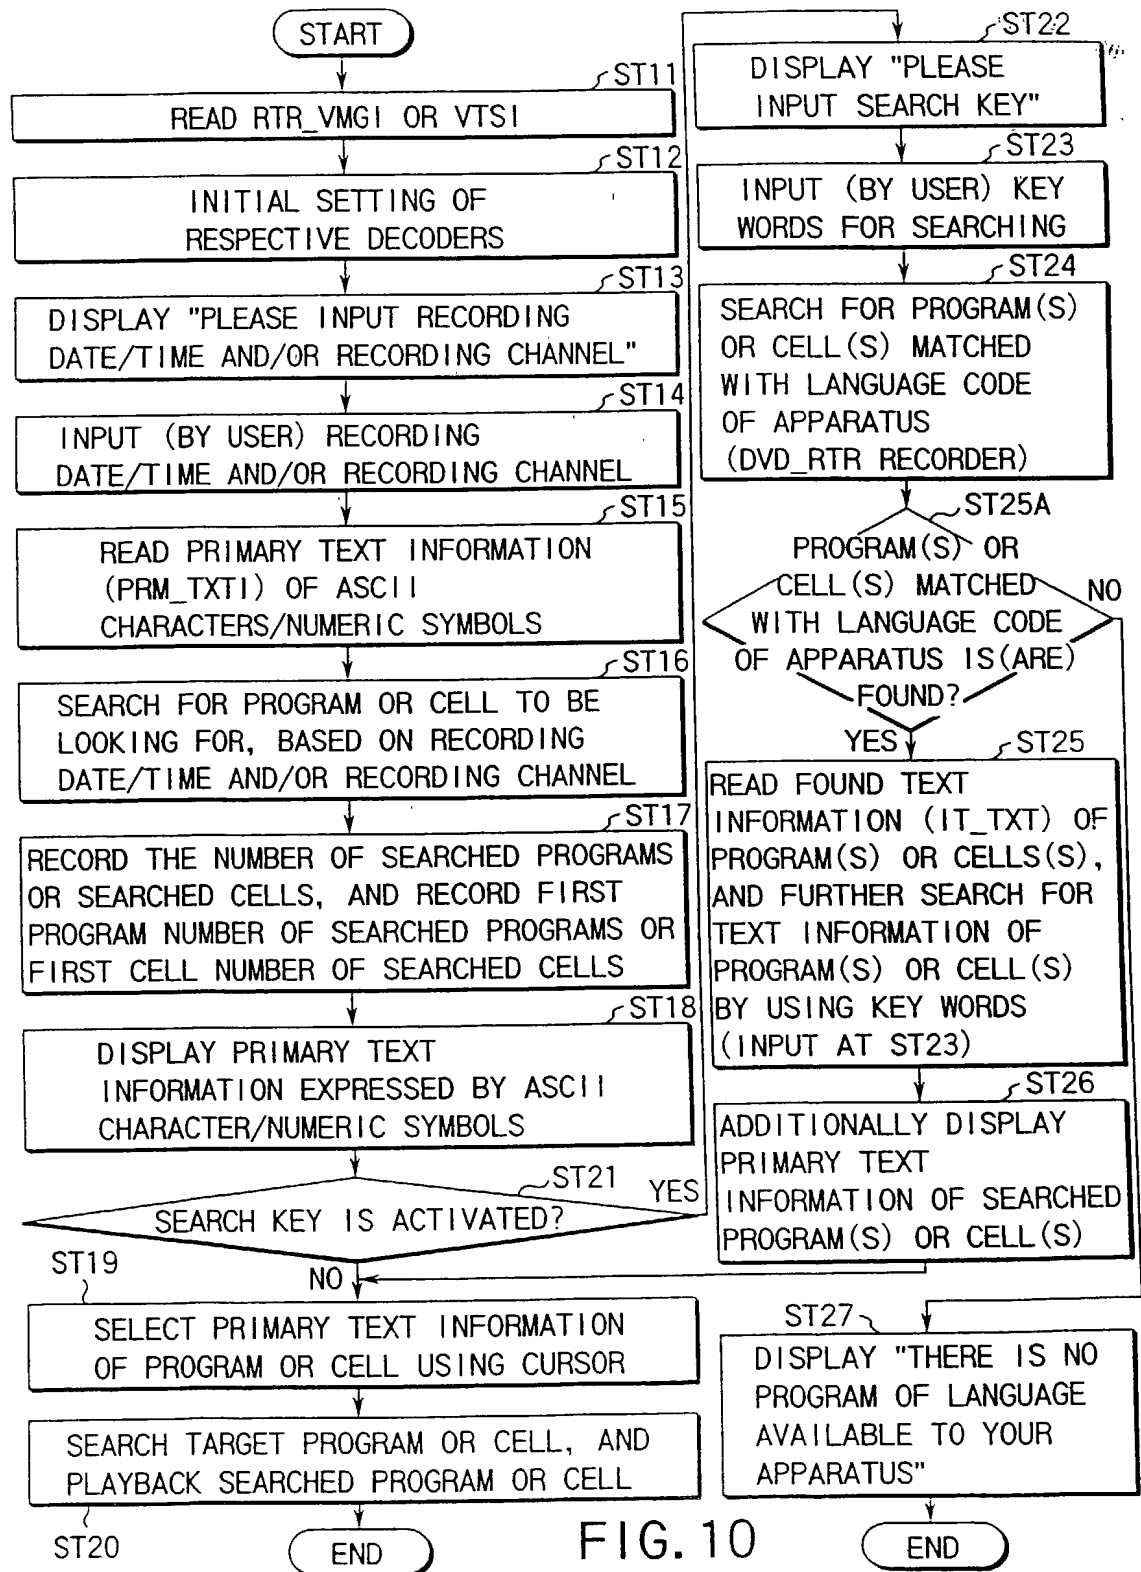 START
ST11
READ RTR_VMGI OR VTSI
ST12
INITIAL SETTING OF
RESPECTIVE DECODERS
ST13
DISPLAY "PLEASE INPUT RECORDING
DATE/TIME AND/OR RECORDING CHANNEL"
ST14
INPUT (BY USER) RECORDING
DATE/TIME AND/OR RECORDING CHANNEL
ST15
READ PRIMARY TEXT INFORMATION
(PRM_TXTI) OF ASCII
CHARACTERS/NUMERIC SYMBOLS
ST16
SEARCH FOR PROGRAM OR CELL TO BE
LOOKING FOR, BASED ON RECORDING
DATE/TIME AND/OR RECORDING CHANNEL
ST17
RECORD THE NUMBER OF SEARCHED PROGRAMS
OR SEARCHED CELLS, AND RECORD FIRST
PROGRAM NUMBER OF SEARCHED PROGRAMS OR
FIRST CELL NUMBER OF SEARCHED CELLS
ST18
DISPLAY PRIMARY TEXT
INFORMATION EXPRESSED BY ASCII
CHARACTER/NUMERIC SYMBOLS
ST21
YES
SEARCH KEY IS ACTIVATED?
ST19
NO
SELECT PRIMARY TEXT INFORMATION
OF PROGRAM OR CELL USING CURSOR
SEARCH TARGET PROGRAM OR CELL, AND
PLAYBACK SEARCHED PROGRAM OR CELL
ST20
END
ST22
DISPLAY "PLEASE
INPUT SEARCH KEY"
ST23
INPUT (BY USER) KEY
WORDS FOR SEARCHING
ST24
SEARCH FOR PROGRAM(S)
OR CELL(S) MATCHED
WITH LANGUAGE CODE
OF APPARATUS
(DVD_RTR RECORDER)
ST25A
PROGRAM(S) OR
CELL(S) MATCHED
NO
WITH LANGUAGE CODE
OF APPARATUS IS(ARE)
FOUND?
YES
ST25
READ FOUND TEXT
INFORMATION (IT_TXT) OF
PROGRAM(S) OR CELLS(S),
AND FURTHER SEARCH FOR
TEXT INFORMATION OF
PROGRAM(S) OR CELL(S)
BY USING KEY WORDS
(INPUT AT ST23)
ST26
ADDITIONALLY DISPLAY
PRIMARY TEXT
INFORMATION OF SEARCHED
PROGRAM(S) OR CELL(S)
ST27
DISPLAY "THERE IS NO
PROGRAM OF LANGUAGE
AVAILABLE TO YOUR
APPARATUS"
END
FIG. 10